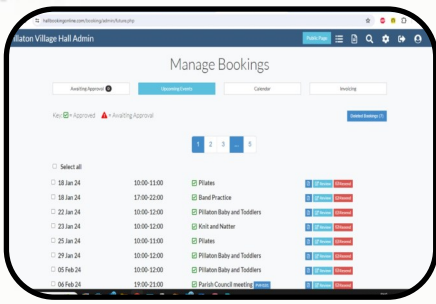 hallbookingonline.com/booking/admin/future.php
Pillaton Village Hall Admin
Public Page
Manage Bookings
Awaiting Approval 0
Upcoming Events
Calendar
Invoicing
Key: = Approved = Awaiting Approval
Deleted Bookings (7)
1 2 3 ... 5
Select all
18 Jan 24 10:00-11:00 Pilates
18 Jan 24 17:00-22:00 Band Practice
22 Jan 24 10:00-12:00 Pillaton Baby and Toddlers
23 Jan 24 10:00-12:00 Knit and Natter
25 Jan 24 10:00-11:00 Pilates
29 Jan 24 10:00-12:00 Pillaton Baby and Toddlers
05 Feb 24 10:00-12:00 Pillaton Baby and Toddlers
06 Feb 24 19:00-21:00 Parish Council meeting